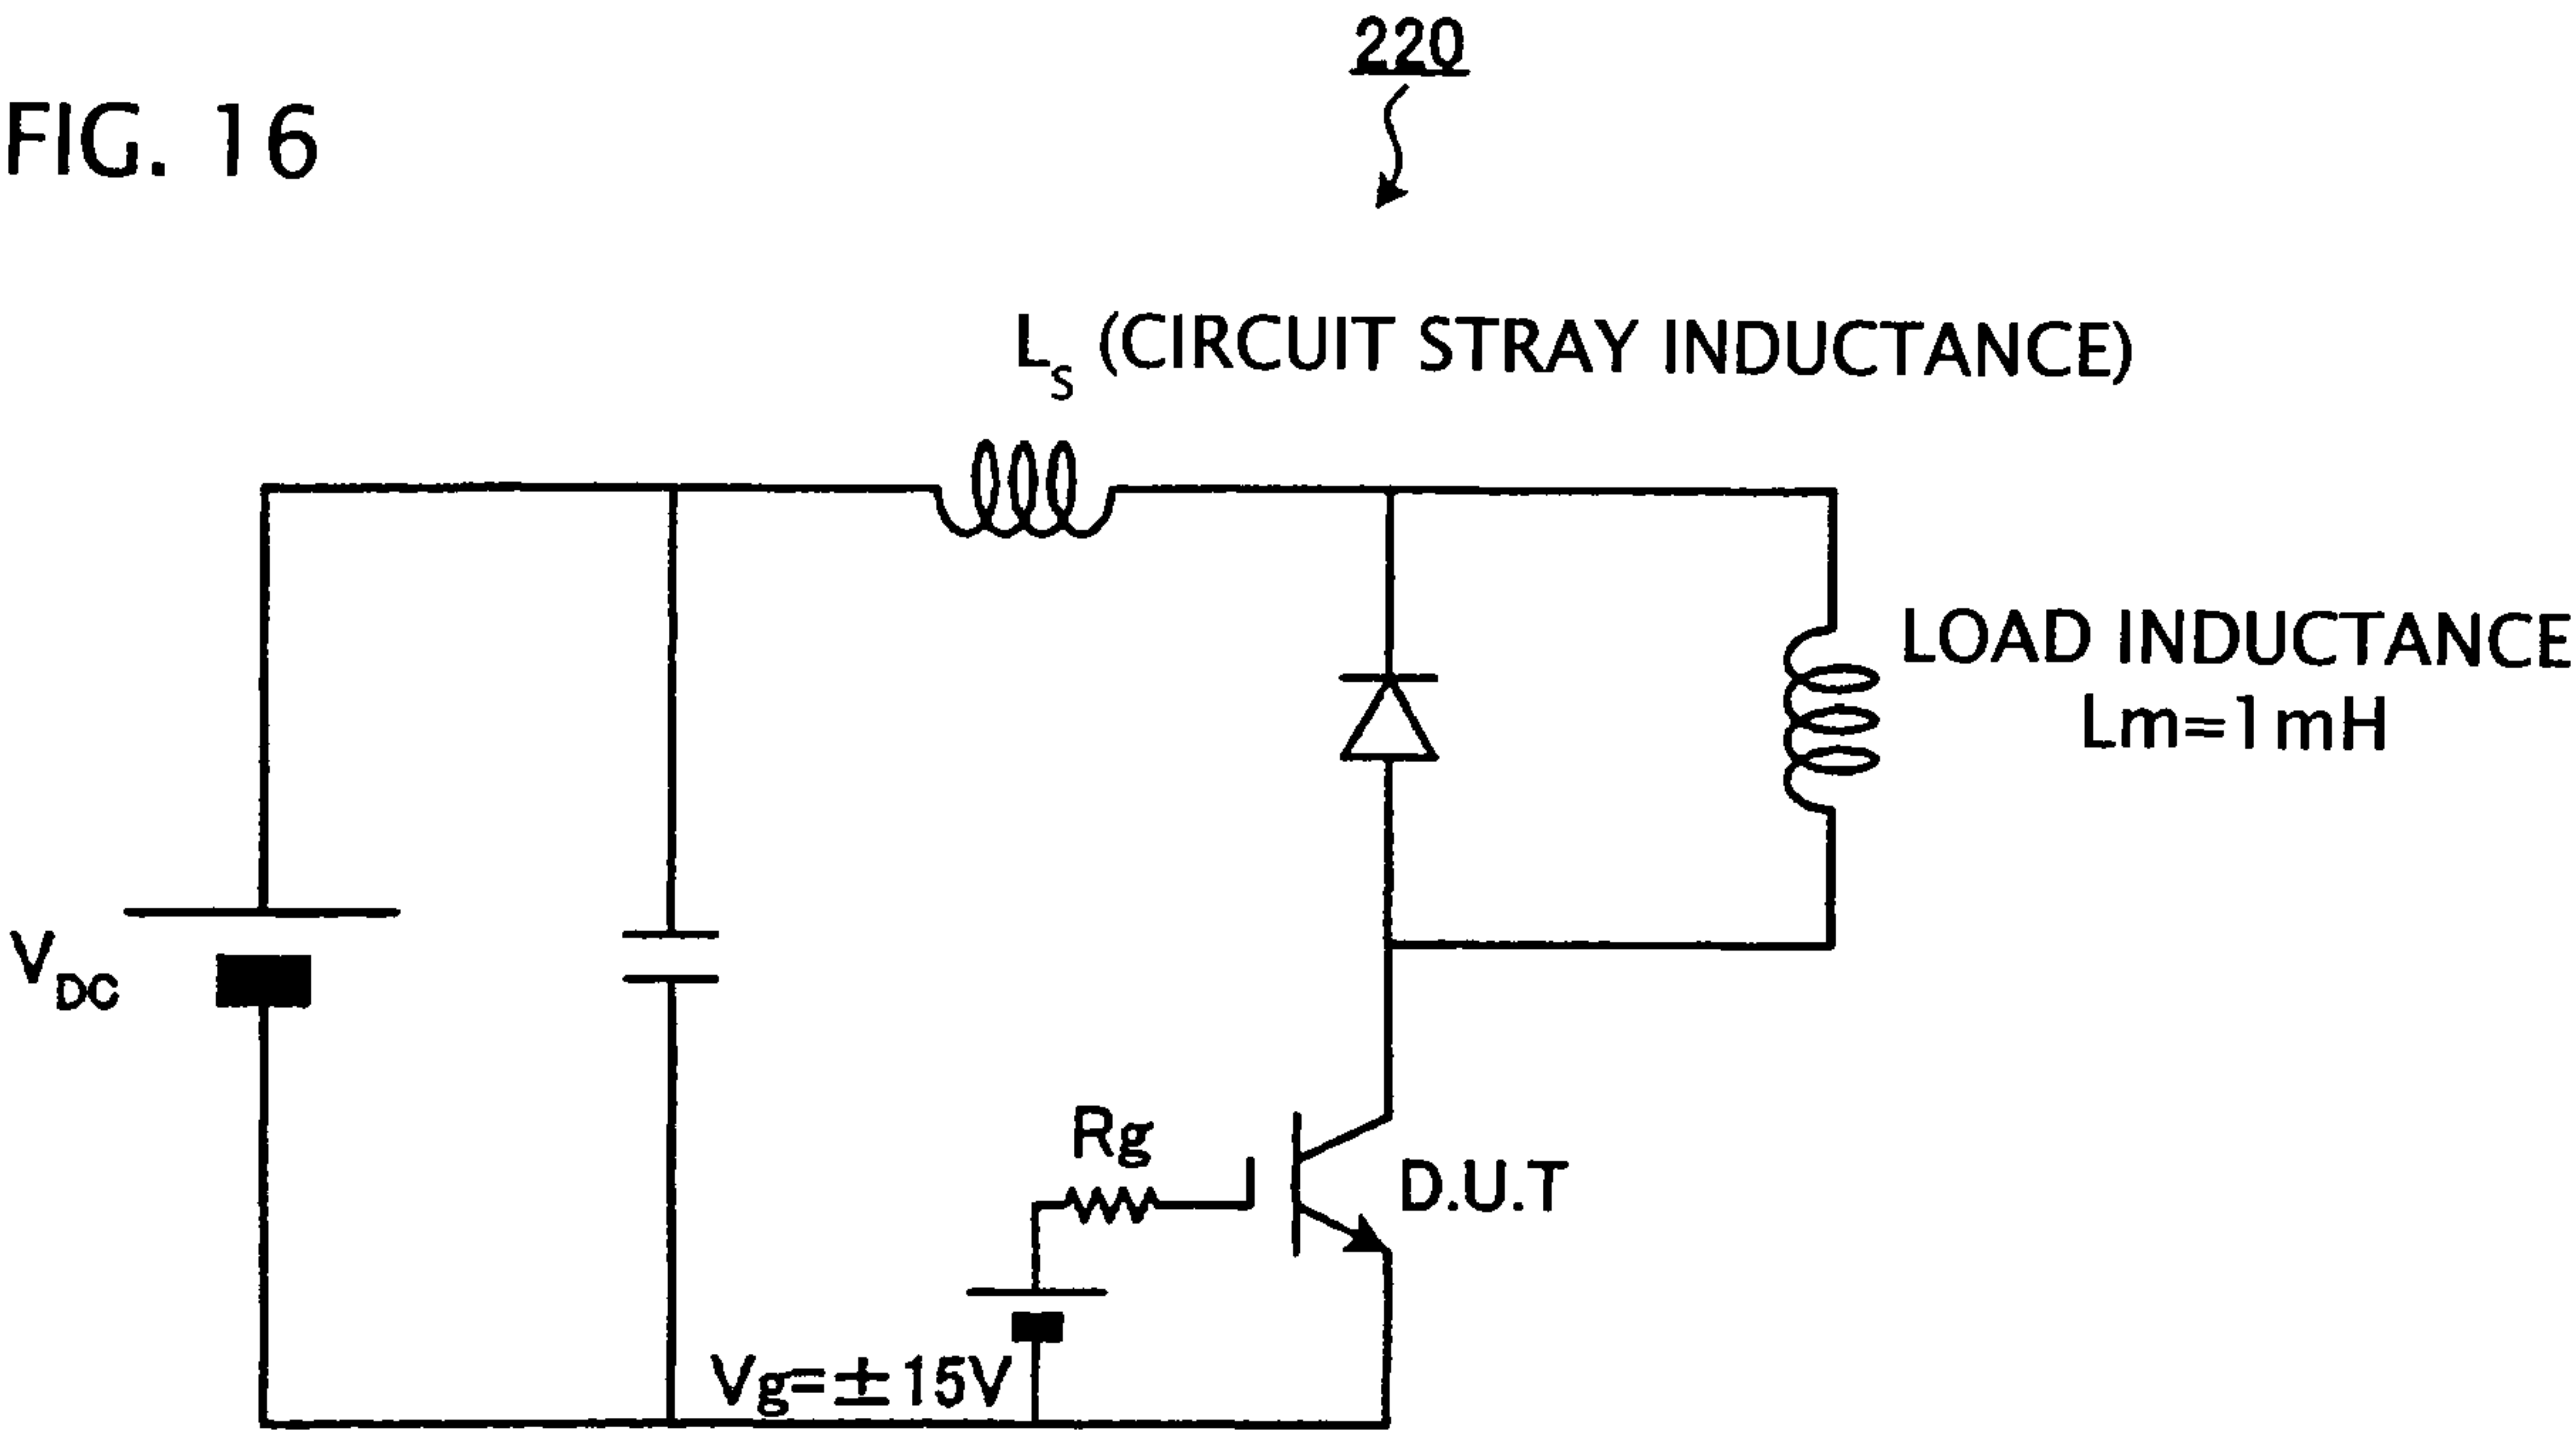 220
FIG. 16
LS (CIRCUIT STRAY INDUCTANCE)
LOAD INDUCTANCE
Lm=1mH
VDC
Rg
D.U.T
Vg=±15V